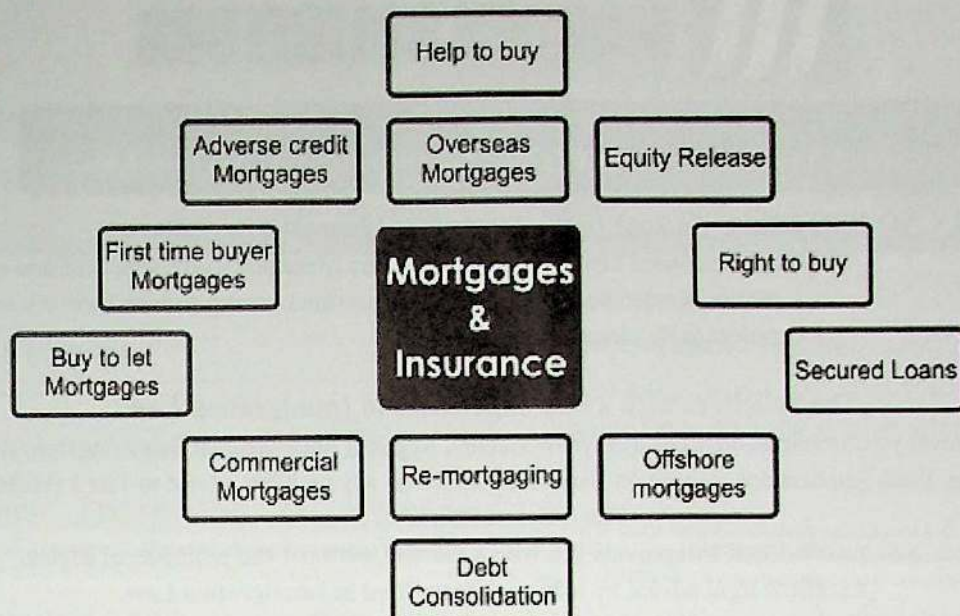 Help to buy
Adverse credit
Mortgages
Overseas
Mortgages
Equity Release
First time buyer
Mortgages
Mortgages
&
Insurance
Right to buy
Buy to let
Mortgages
Secured Loans
Commercial
Mortgages
Re-mortgaging
Offshore
mortgages
Debt
Consolidation